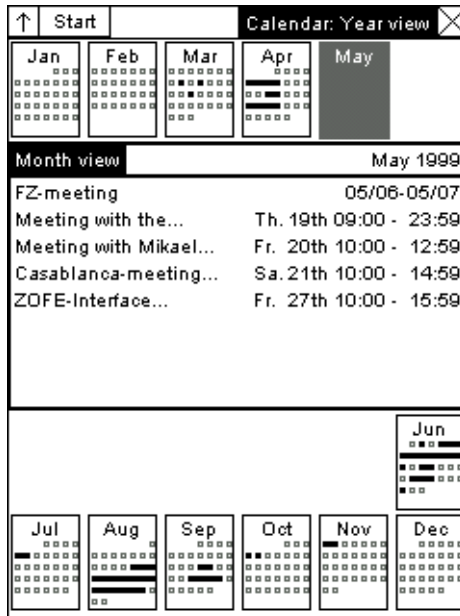 Start Calendar: Year view
Jan Feb Mar Apr May
Month view May 1999
FZ-meeting 05/06-05/07
Meeting with the... Th. 19th 09:00 - 23:59
Meeting with Mikael... Fr. 20th 10:00 - 12:59
Casablanca-meeting... Sa. 21th 10:00 - 14:59
ZOFE-Interface... Fr. 27th 10:00 - 15:59
Jun
Jul Aug Sep Oct Nov Dec